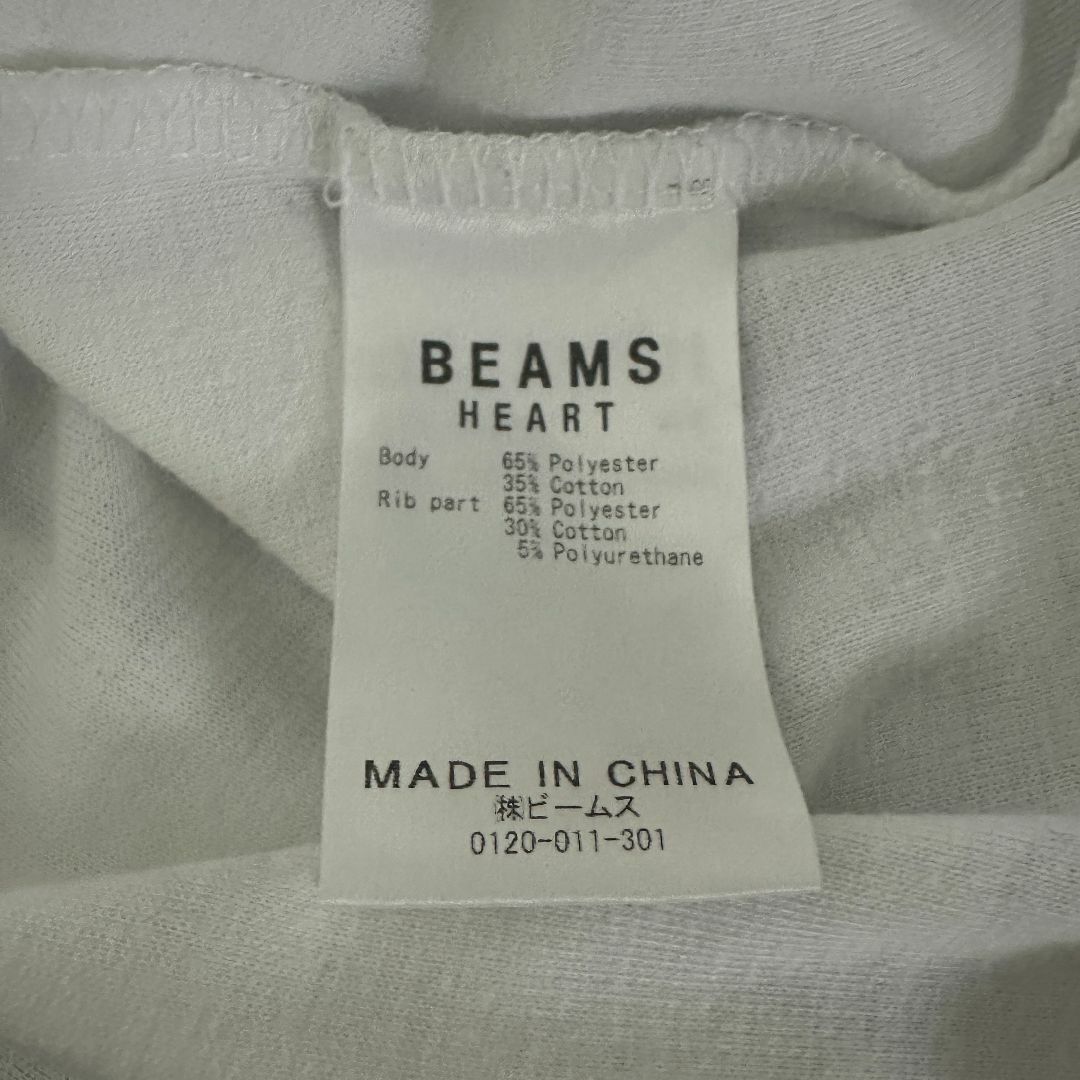 BEAMS
HEART
Body 65% Polyester
35% Cotton
Rib part 65% Polyester
30% Cotton
5% Polyurethane
MADE IN CHINA
㈱ビームス
0120-011-301